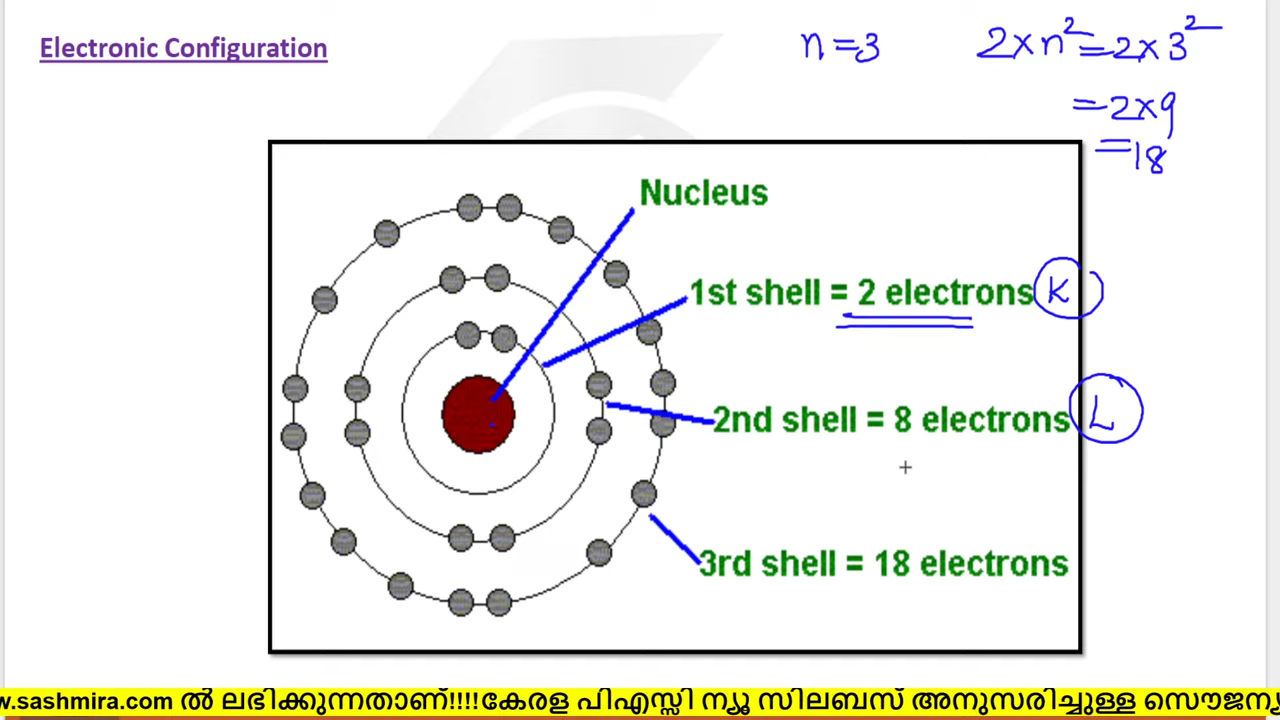 Electronic Configuration
n=3
2×n²=2×3²
=2×9
=18
Nucleus
1st shell = 2 electrons K
2nd shell = 8 electrons L
3rd shell = 18 electrons
w.sashmira.com ൽ ലഭിക്കുന്നതാണ്!!!!കേരള പിഎസ്സി ന്യൂ സിലബസ് അനുസരിച്ചുള്ള സൌജന്യ